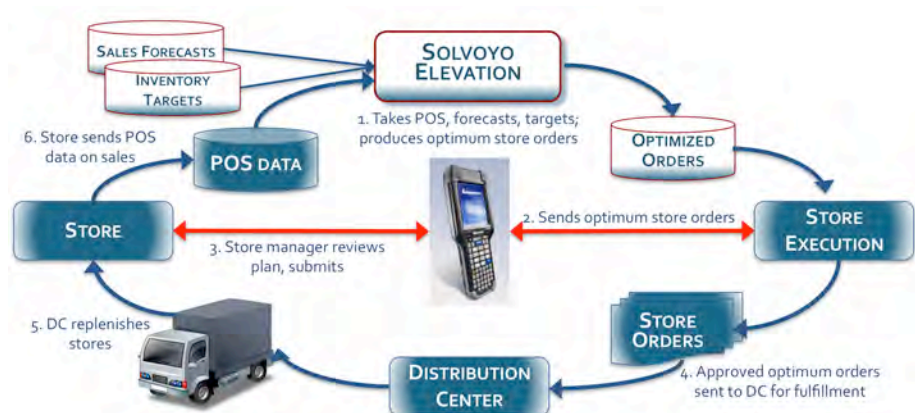 SALES FORECASTS
INVENTORY
TARGETS
SOLVOYO
ELEVATION
1. Takes POS, forecasts, targets;
produces optimum store orders
6. Store sends POS
data on sales
POS DATA
OPTIMIZED
ORDERS
STORE
2. Sends optimum store orders
STORE
EXECUTION
3. Store manager reviews
plan, submits
5. DC replenishes
stores
STORE
ORDERS
DISTRIBUTION
CENTER
4. Approved optimum orders
sent to DC for fulfillment